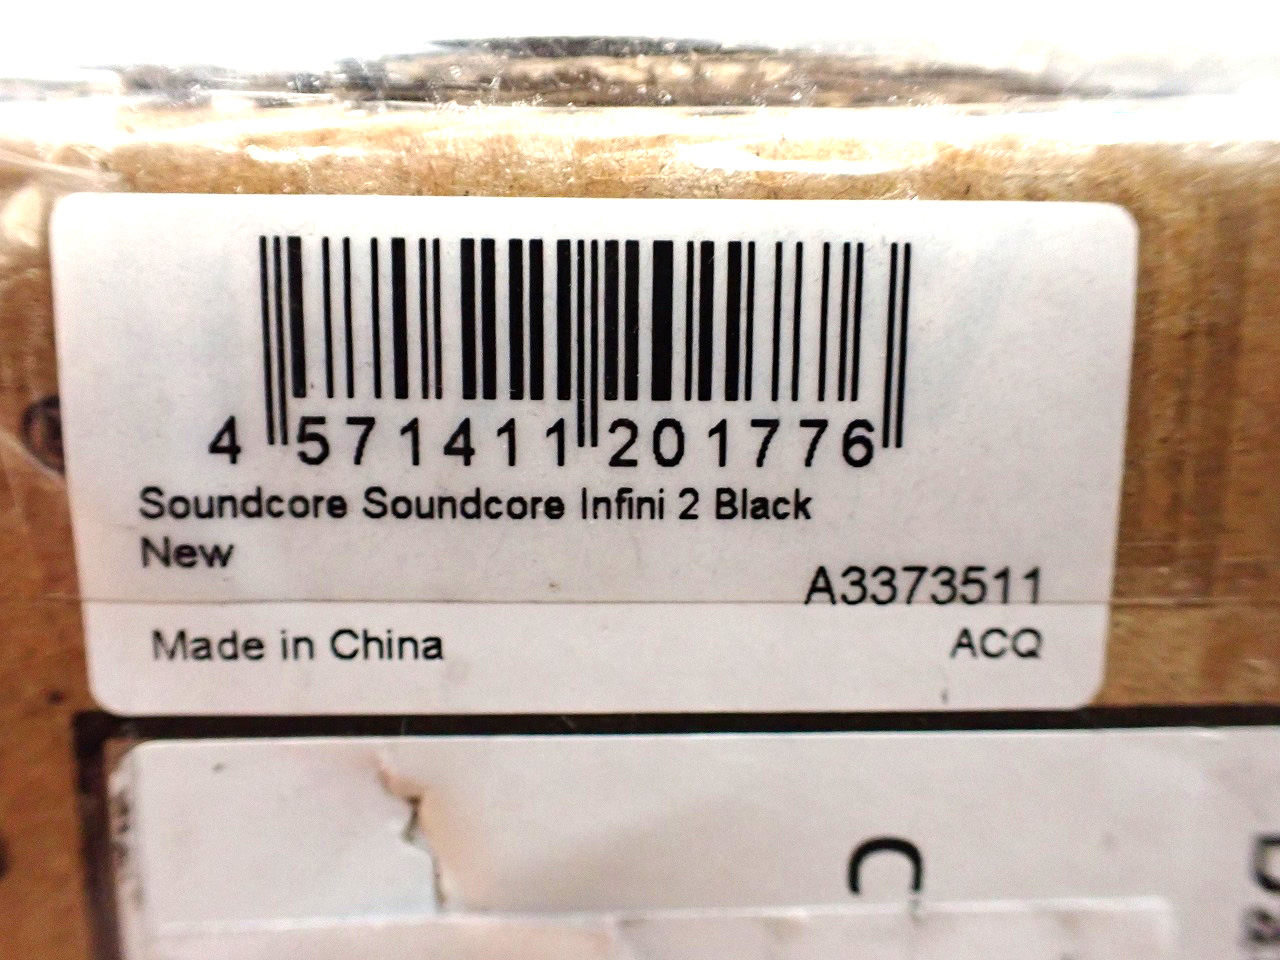 4 571411 201776
Soundcore Soundcore Infini 2 Black
New
A3373511
Made in China
ACQ
C